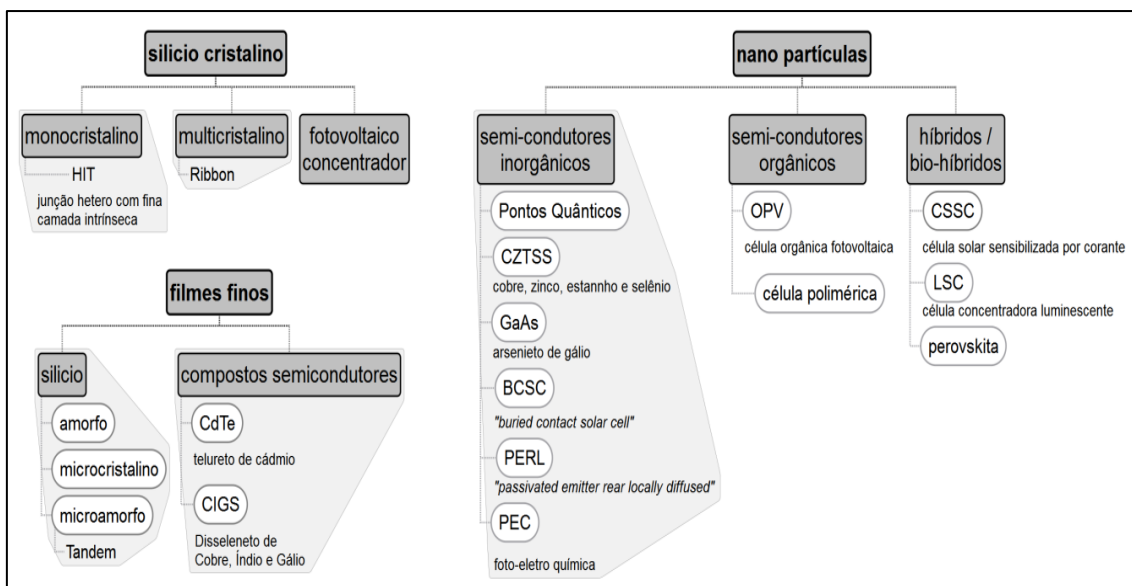 silicio cristalino
monocristalino
HIT
junção hetero com fina
camada intrínseca
multicristalino
Ribbon
fotovoltaico
concentrador
filmes finos
silicio
amorfo
microcristalino
microamorfo
Tandem
compostos semicondutores
CdTe
telureto de cádmio
CIGS
Disseleneto de
Cobre, Índio e Gálio
nano partículas
semi-condutores
inorgânicos
Pontos Quânticos
CZTSS
cobre, zinco, estannho e selênio
GaAs
arsenieto de gálio
BCSC
"buried contact solar cell"
PERL
"passivated emitter rear locally diffused"
PEC
foto-eletro química
semi-condutores
orgânicos
OPV
célula orgânica fotovoltaica
célula polimérica
híbridos /
bio-híbridos
CSSC
célula solar sensibilizada por corante
LSC
célula concentradora luminescente
perovskita